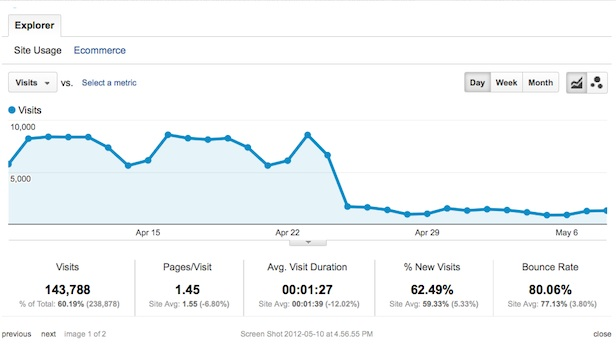 Explorer
Site Usage Ecommerce
Visits vs. Select a metric Day Week Month
Visits
10,000
5,000
Apr 15 Apr 22 Apr 29 May 6
Visits Pages/Visit Avg. Visit Duration % New Visits Bounce Rate
143,788 1.45 00:01:27 62.49% 80.06%
% of Total: 60.19% (238,878) Site Avg: 1.55 (-6.80%) Site Avg: 00:01:39 (-12.02%) Site Avg: 59.33% (5.33%) Site Avg: 77.13% (3.80%)
previous next image 1 of 2 Screen Shot 2012-05-10 at 4.56.55 PM close